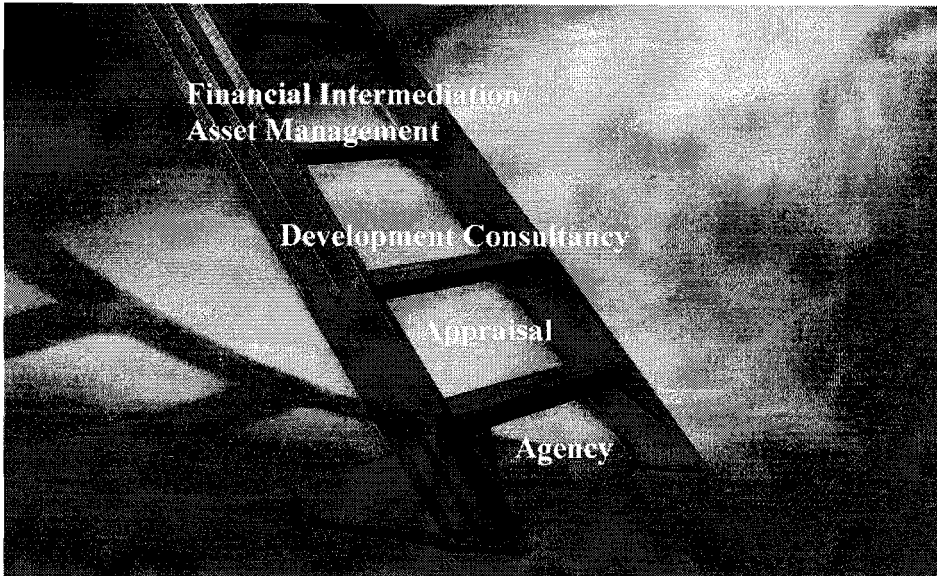 Financial Intermediation/
Asset Management
Development Consultancy
Appraisal
Agency